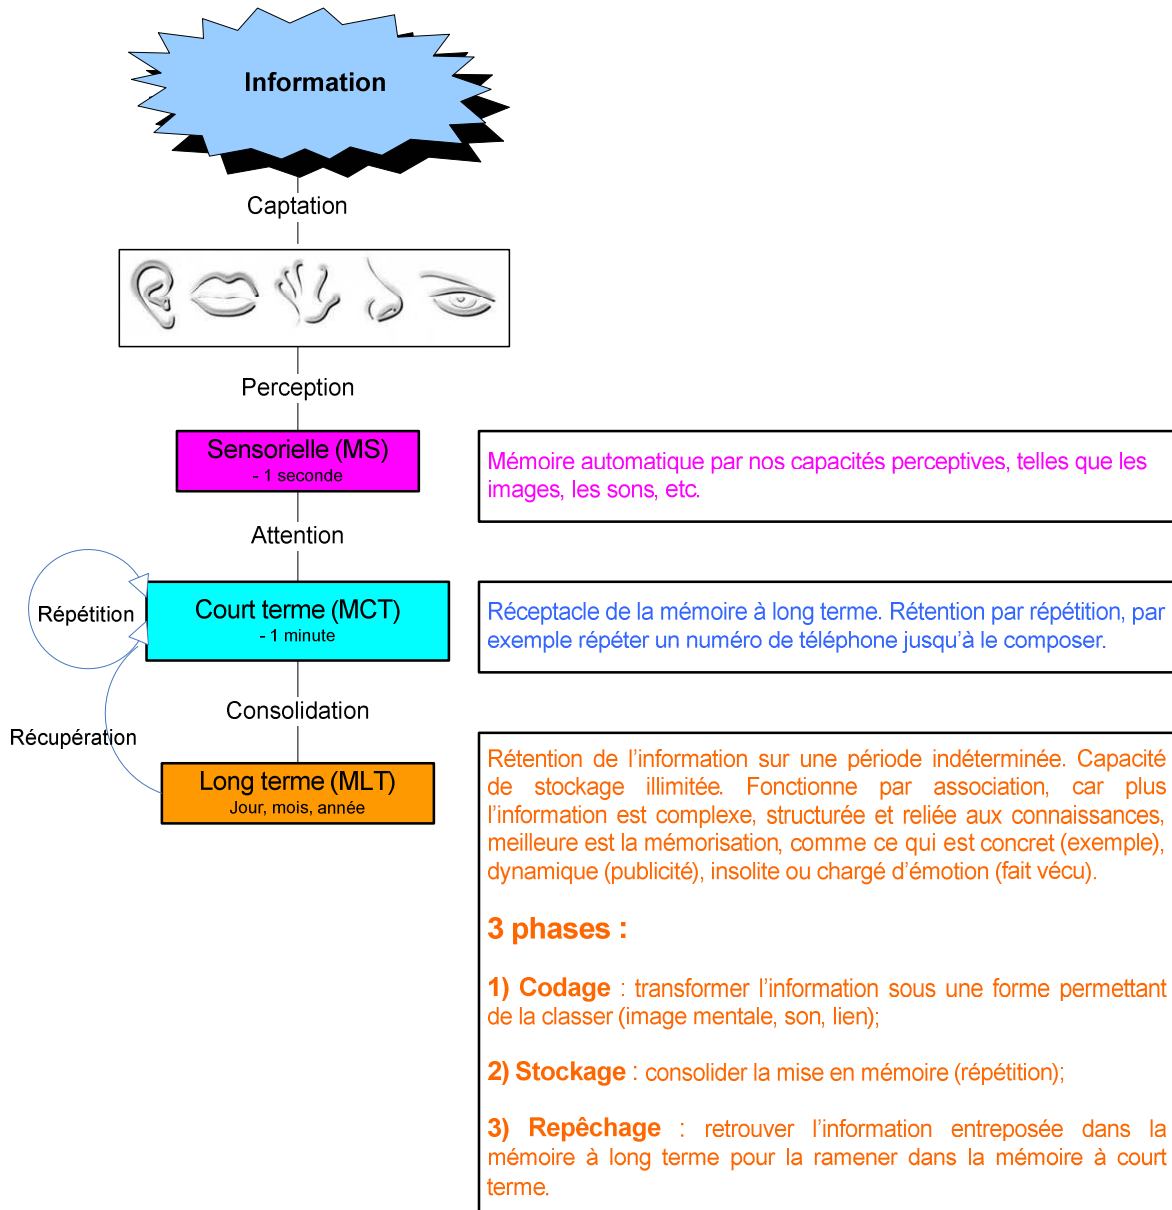 Information
Captation
Perception
Sensorielle (MS)
- 1 seconde
Mémoire automatique par nos capacités perceptives, telles que les
images, les sons, etc.
Attention
Répétition
Court terme (MCT)
- 1 minute
Réceptacle de la mémoire à long terme. Rétention par répétition, par
exemple répéter un numéro de téléphone jusqu'à le composer.
Consolidation
Récupération
Long terme (MLT)
Jour, mois, année
Rétention de l'information sur une période indéterminée. Capacité
de stockage illimitée. Fonctionne par association, car plus
l'information est complexe, structurée et reliée aux connaissances,
meilleure est la mémorisation, comme ce qui est concret (exemple),
dynamique (publicité), insolite ou chargé d'émotion (fait vécu).
3 phases :
1) Codage : transformer l'information sous une forme permettant
de la classer (image mentale, son, lien);
2) Stockage : consolider la mise en mémoire (répétition);
3) Repêchage : retrouver l'information entreposée dans la
mémoire à long terme pour la ramener dans la mémoire à court
terme.